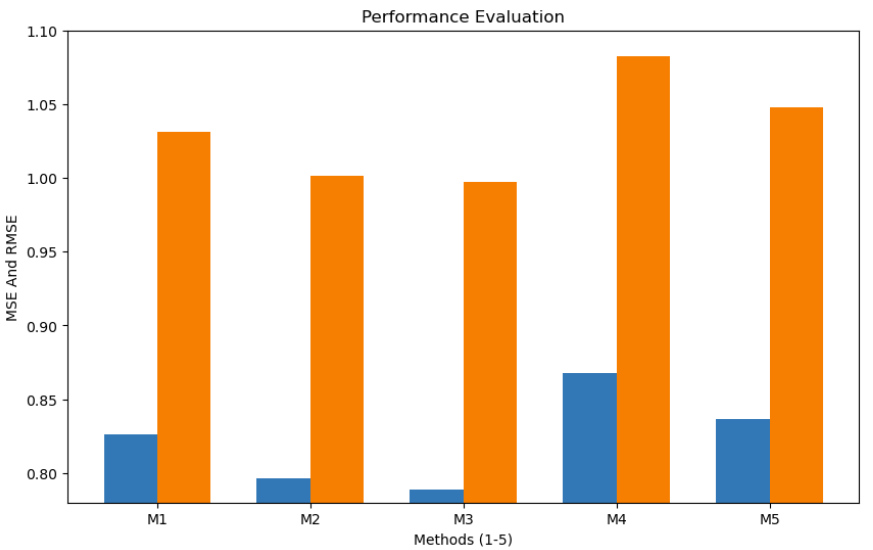 Performance Evaluation
1.10
1.05
1.00
0.95
0.90
0.85
0.80
MSE And RMSE
M1 M2 M3 M4 M5
Methods (1-5)